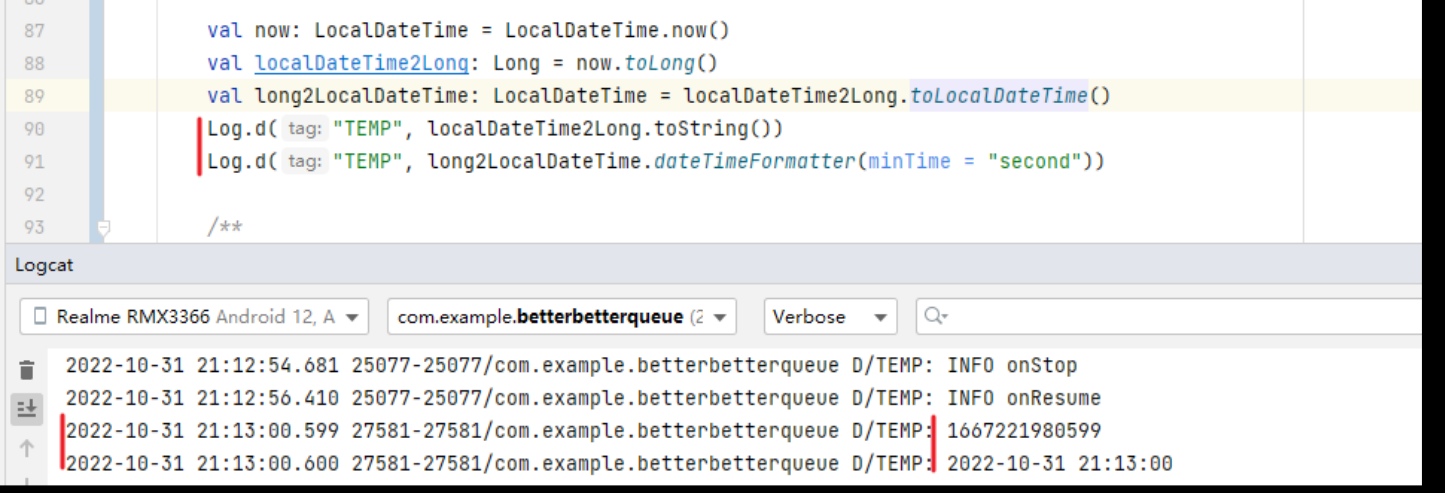 87 val now: LocalDateTime = LocalDateTime.now()
88 val localDateTime2Long: Long = now.toLong()
89 val long2LocalDateTime: LocalDateTime = localDateTime2Long.toLocalDateTime()
90 Log.d( tag: "TEMP", localDateTime2Long.toString())
91 Log.d( tag: "TEMP", long2LocalDateTime.dateTimeFormatter(minTime = "second"))
92
93 /**
Logcat
Realme RMX3366 Android 12, A com.example.betterbetterqueue (2 Verbose
2022-10-31 21:12:54.681 25077-25077/com.example.betterbetterqueue D/TEMP: INFO onStop
2022-10-31 21:12:56.410 25077-25077/com.example.betterbetterqueue D/TEMP: INFO onResume
2022-10-31 21:13:00.599 27581-27581/com.example.betterbetterqueue D/TEMP: 1667221980599
2022-10-31 21:13:00.600 27581-27581/com.example.betterbetterqueue D/TEMP: 2022-10-31 21:13:00